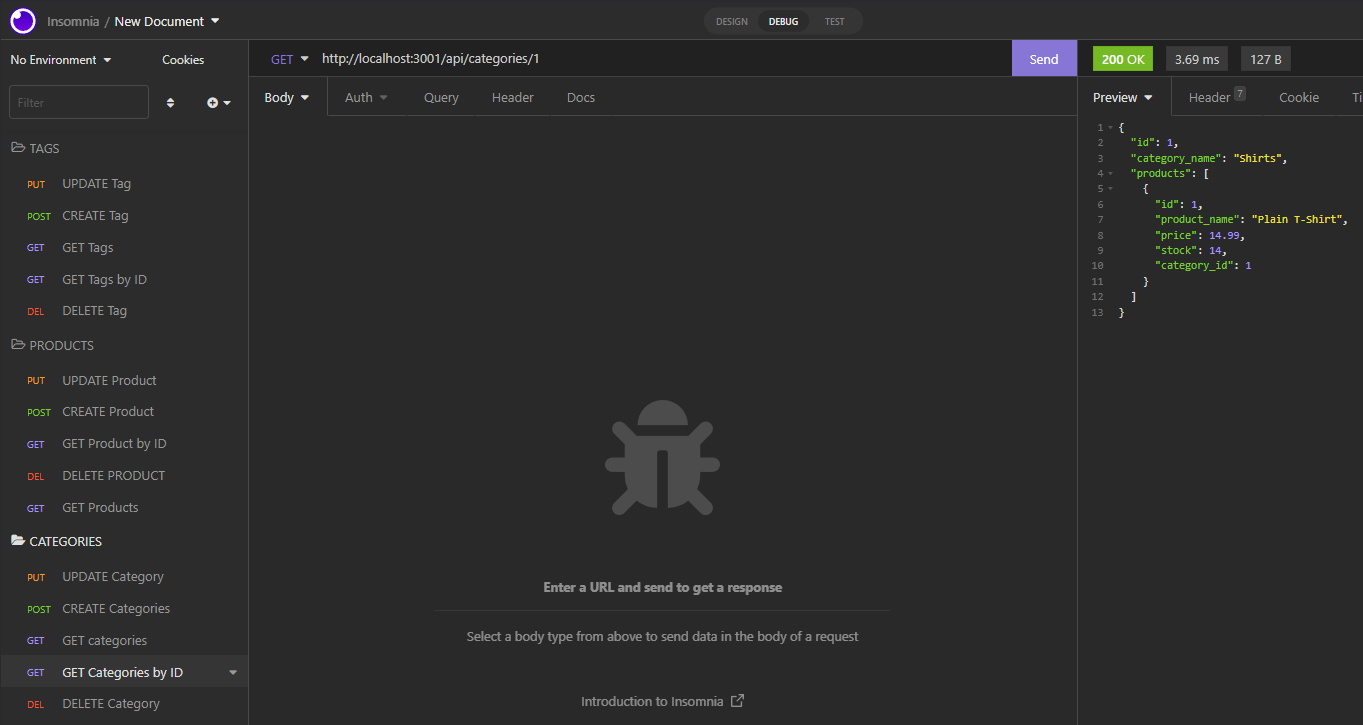 Insomnia / New Document
DESIGN DEBUG TEST
No Environment Cookies
GET http://localhost:3001/api/categories/1 Send
200 OK 3.69 ms 127 B
Filter
Body Auth Query Header Docs
Preview Header 7 Cookie
TAGS
PUT UPDATE Tag
POST CREATE Tag
GET GET Tags
GET GET Tags by ID
DEL DELETE Tag
PRODUCTS
PUT UPDATE Product
POST CREATE Product
GET GET Product by ID
DEL DELETE PRODUCT
GET GET Products
CATEGORIES
PUT UPDATE Category
POST CREATE Categories
GET GET categories
GET GET Categories by ID
DEL DELETE Category
Enter a URL and send to get a response
Select a body type from above to send data in the body of a request
Introduction to Insomnia
1 {
2 "id": 1,
3 "category_name": "Shirts",
4 "products": [
5 {
6 "id": 1,
7 "product_name": "Plain T-Shirt",
8 "price": 14.99,
9 "stock": 14,
10 "category_id": 1
11 }
12 ]
13 }